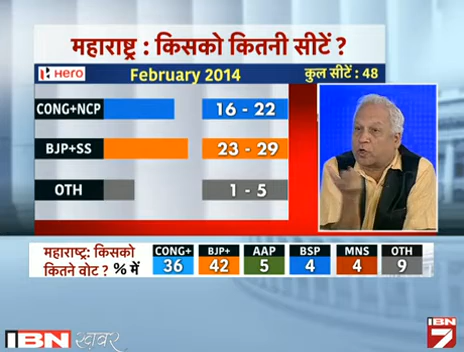 महाराष्ट्र : किसको कितनी सीटें ?
Hero
February 2014
कुल सीटें : 48
CONG+NCP 16 - 22
BJP+SS 23 - 29
OTH 1 - 5
महाराष्ट्र: किसको
कितने वोट ? % में
CONG+ BJP+ AAP BSP MNS OTH
36 42 5 4 4 9
IBN ख़बर
IBN
7